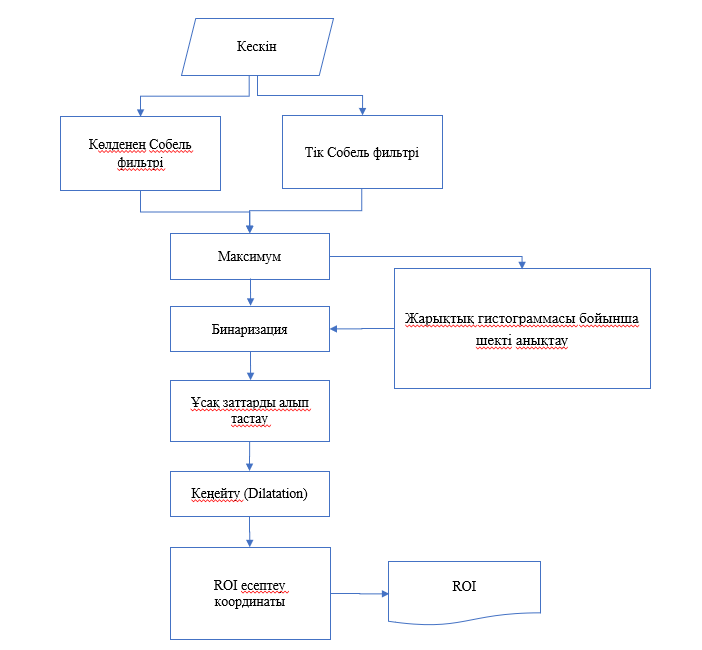 Кескін
Көлденең Собель
фильтрі
Тік Собель фильтрі
Максимум
Жарықтық гистограммасы бойынша
шекті анықтау
Бинаризация
Ұсақ заттарды алып
тастау
Кеңейту (Dilatation)
ROI есептеу
координаты
ROI